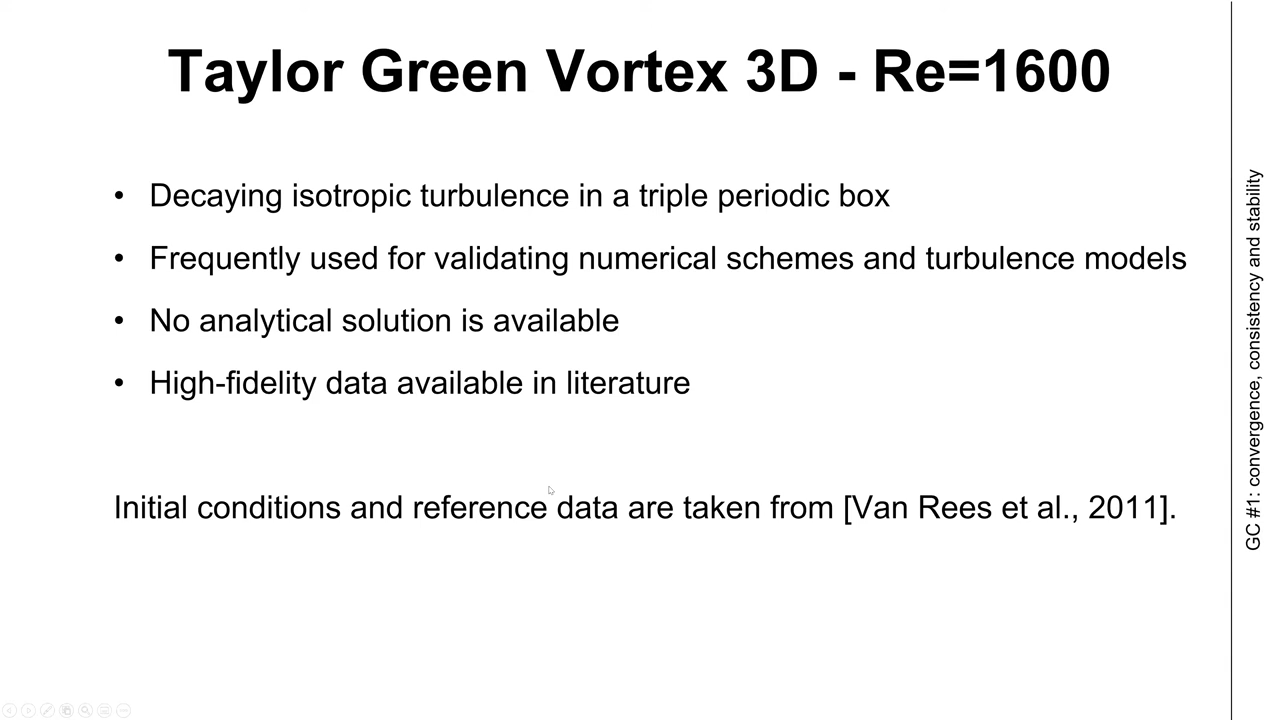 Taylor Green Vortex 3D - Re=1600
• Decaying isotropic turbulence in a triple periodic box
• Frequently used for validating numerical schemes and turbulence models
• No analytical solution is available
• High-fidelity data available in literature
Initial conditions and reference data are taken from [Van Rees et al., 2011].
GC #1: convergence, consistency and stability